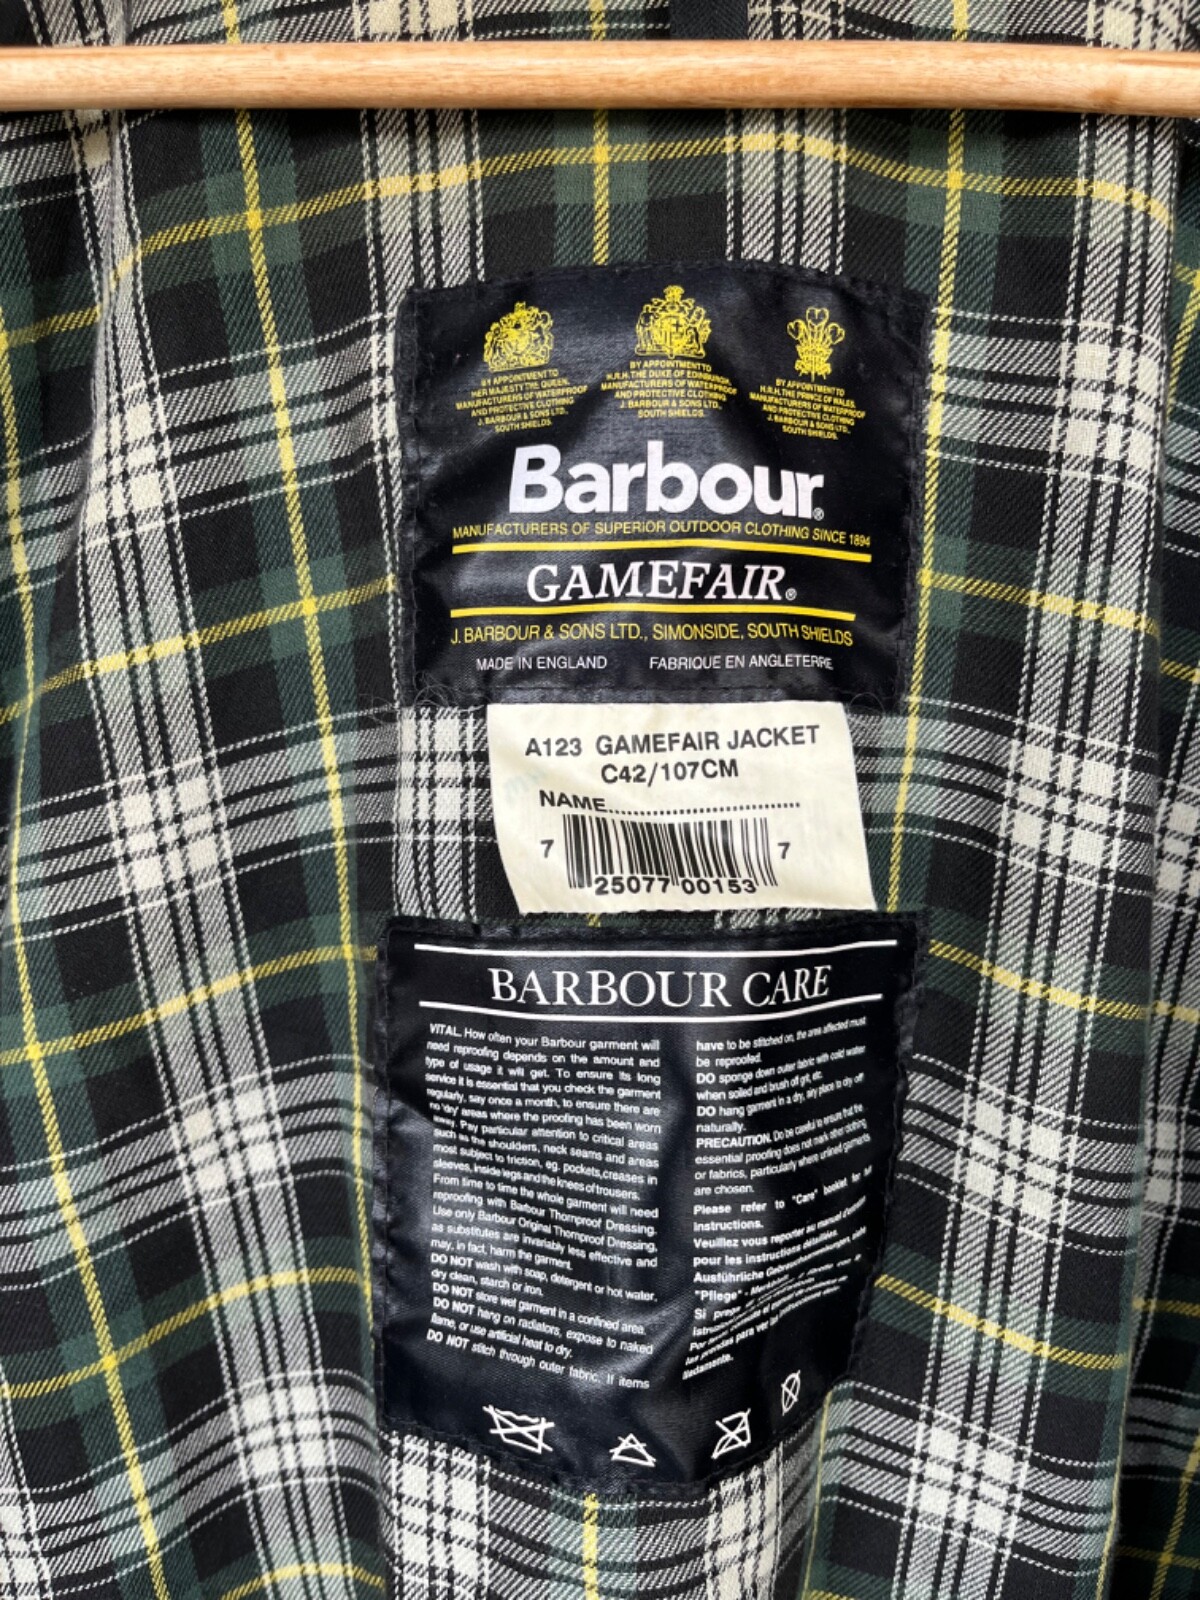 BY APPOINTMENT TO
HER MAJESTY THE QUEEN,
MANUFACTURERS OF WATERPROOF
AND PROTECTIVE CLOTHING
J. BARBOUR & SONS LTD.,
SOUTH SHIELDS.
BY APPOINTMENT TO
H.R.H. THE DUKE OF EDINBURGH,
MANUFACTURERS OF WATERPROOF
AND PROTECTIVE CLOTHING
J. BARBOUR & SONS LTD.,
SOUTH SHIELDS.
BY APPOINTMENT TO
H.R.H. THE PRINCE OF WALES,
MANUFACTURERS OF WATERPROOF
AND PROTECTIVE CLOTHING
J. BARBOUR & SONS LTD.,
SOUTH SHIELDS.
Barbour®
MANUFACTURERS OF SUPERIOR OUTDOOR CLOTHING SINCE 1894
GAMEFAIR®
J. BARBOUR & SONS LTD., SIMONSIDE, SOUTH SHIELDS
MADE IN ENGLAND FABRIQUE EN ANGLETERRE
A123 GAMEFAIR JACKET
C42/107CM
NAME..............................
7 25077 00153 7
BARBOUR CARE
VITAL. How often your Barbour garment will
need reproofing depends on the amount and
type of usage it will get. To ensure its long
service it is essential that you check the garment
regularly, say once a month, to ensure there are
no 'dry' areas where the proofing has been worn
away. Pay particular attention to critical areas
such as the shoulders, neck seams and areas
most subject to friction, eg. pockets, creases in
sleeves, inside legs and the knees of trousers.
From time to time the whole garment will need
reproofing with Barbour Thornproof Dressing.
Use only Barbour Original Thornproof Dressing,
as substitutes are invariably less effective and
may, in fact, harm the garment.
DO NOT wash with soap, detergent or hot water,
dry clean, starch or iron.
DO NOT store wet garment in a confined area.
DO NOT hang on radiators, expose to naked
flame, or use artificial heat to dry.
DO NOT stitch through outer fabric. If items
have to be stitched on, the area affected must
be reproofed.
DO sponge down outer fabric with cold water
when soiled and brush off grit, etc.
DO hang garment in a dry, airy place to dry off
naturally.
PRECAUTION. Do be careful to ensure that the
essential proofing does not mark other clothing
or fabrics, particularly where unlined garments
are chosen.
Please refer to "Care" booklet for full
instructions.
Veuillez vous reporter au manuel d'entretien
pour les instructions détaillées.
Ausführliche Gebrauchsanweisungen, siehe
"Pflege" -
Si prega